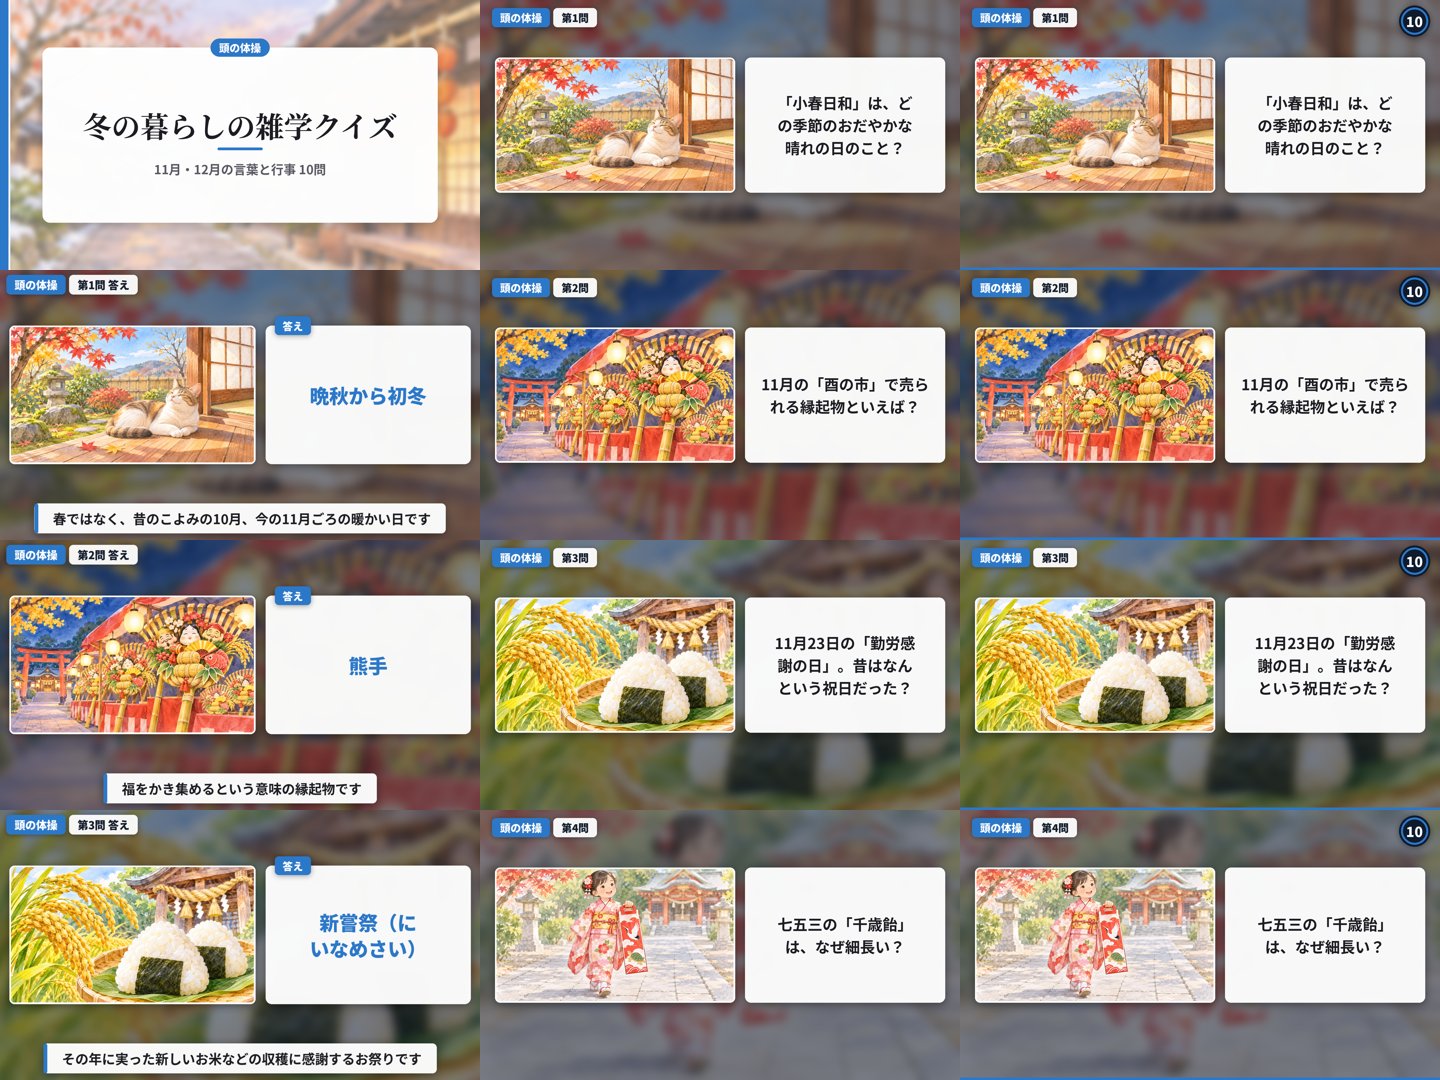 頭の体操
冬の暮らしの雑学クイズ
11月・12月の言葉と行事 10問
頭の体操
第1問
「小春日和」は、ど
の季節のおだやかな
晴れの日のこと？
頭の体操
第1問
10
「小春日和」は、ど
の季節のおだやかな
晴れの日のこと？
頭の体操
第1問 答え
答え
晩秋から初冬
春ではなく、昔のこよみの10月、今の11月ごろの暖かい日です
頭の体操
第2問
11月の「酉の市」で売ら
れる縁起物といえば？
頭の体操
第2問
10
11月の「酉の市」で売ら
れる縁起物といえば？
頭の体操
第2問 答え
答え
熊手
福をかき集めるという意味の縁起物です
頭の体操
第3問
11月23日の「勤労感
謝の日」。昔はなん
という祝日だった？
頭の体操
第3問
10
11月23日の「勤労感
謝の日」。昔はなん
という祝日だった？
頭の体操
第3問 答え
答え
新嘗祭（に
いなめさい）
その年に実った新しいお米などの収穫に感謝するお祭りです
頭の体操
第4問
七五三の「千歳飴」
は、なぜ細長い？
頭の体操
第4問
10
七五三の「千歳飴」
は、なぜ細長い？